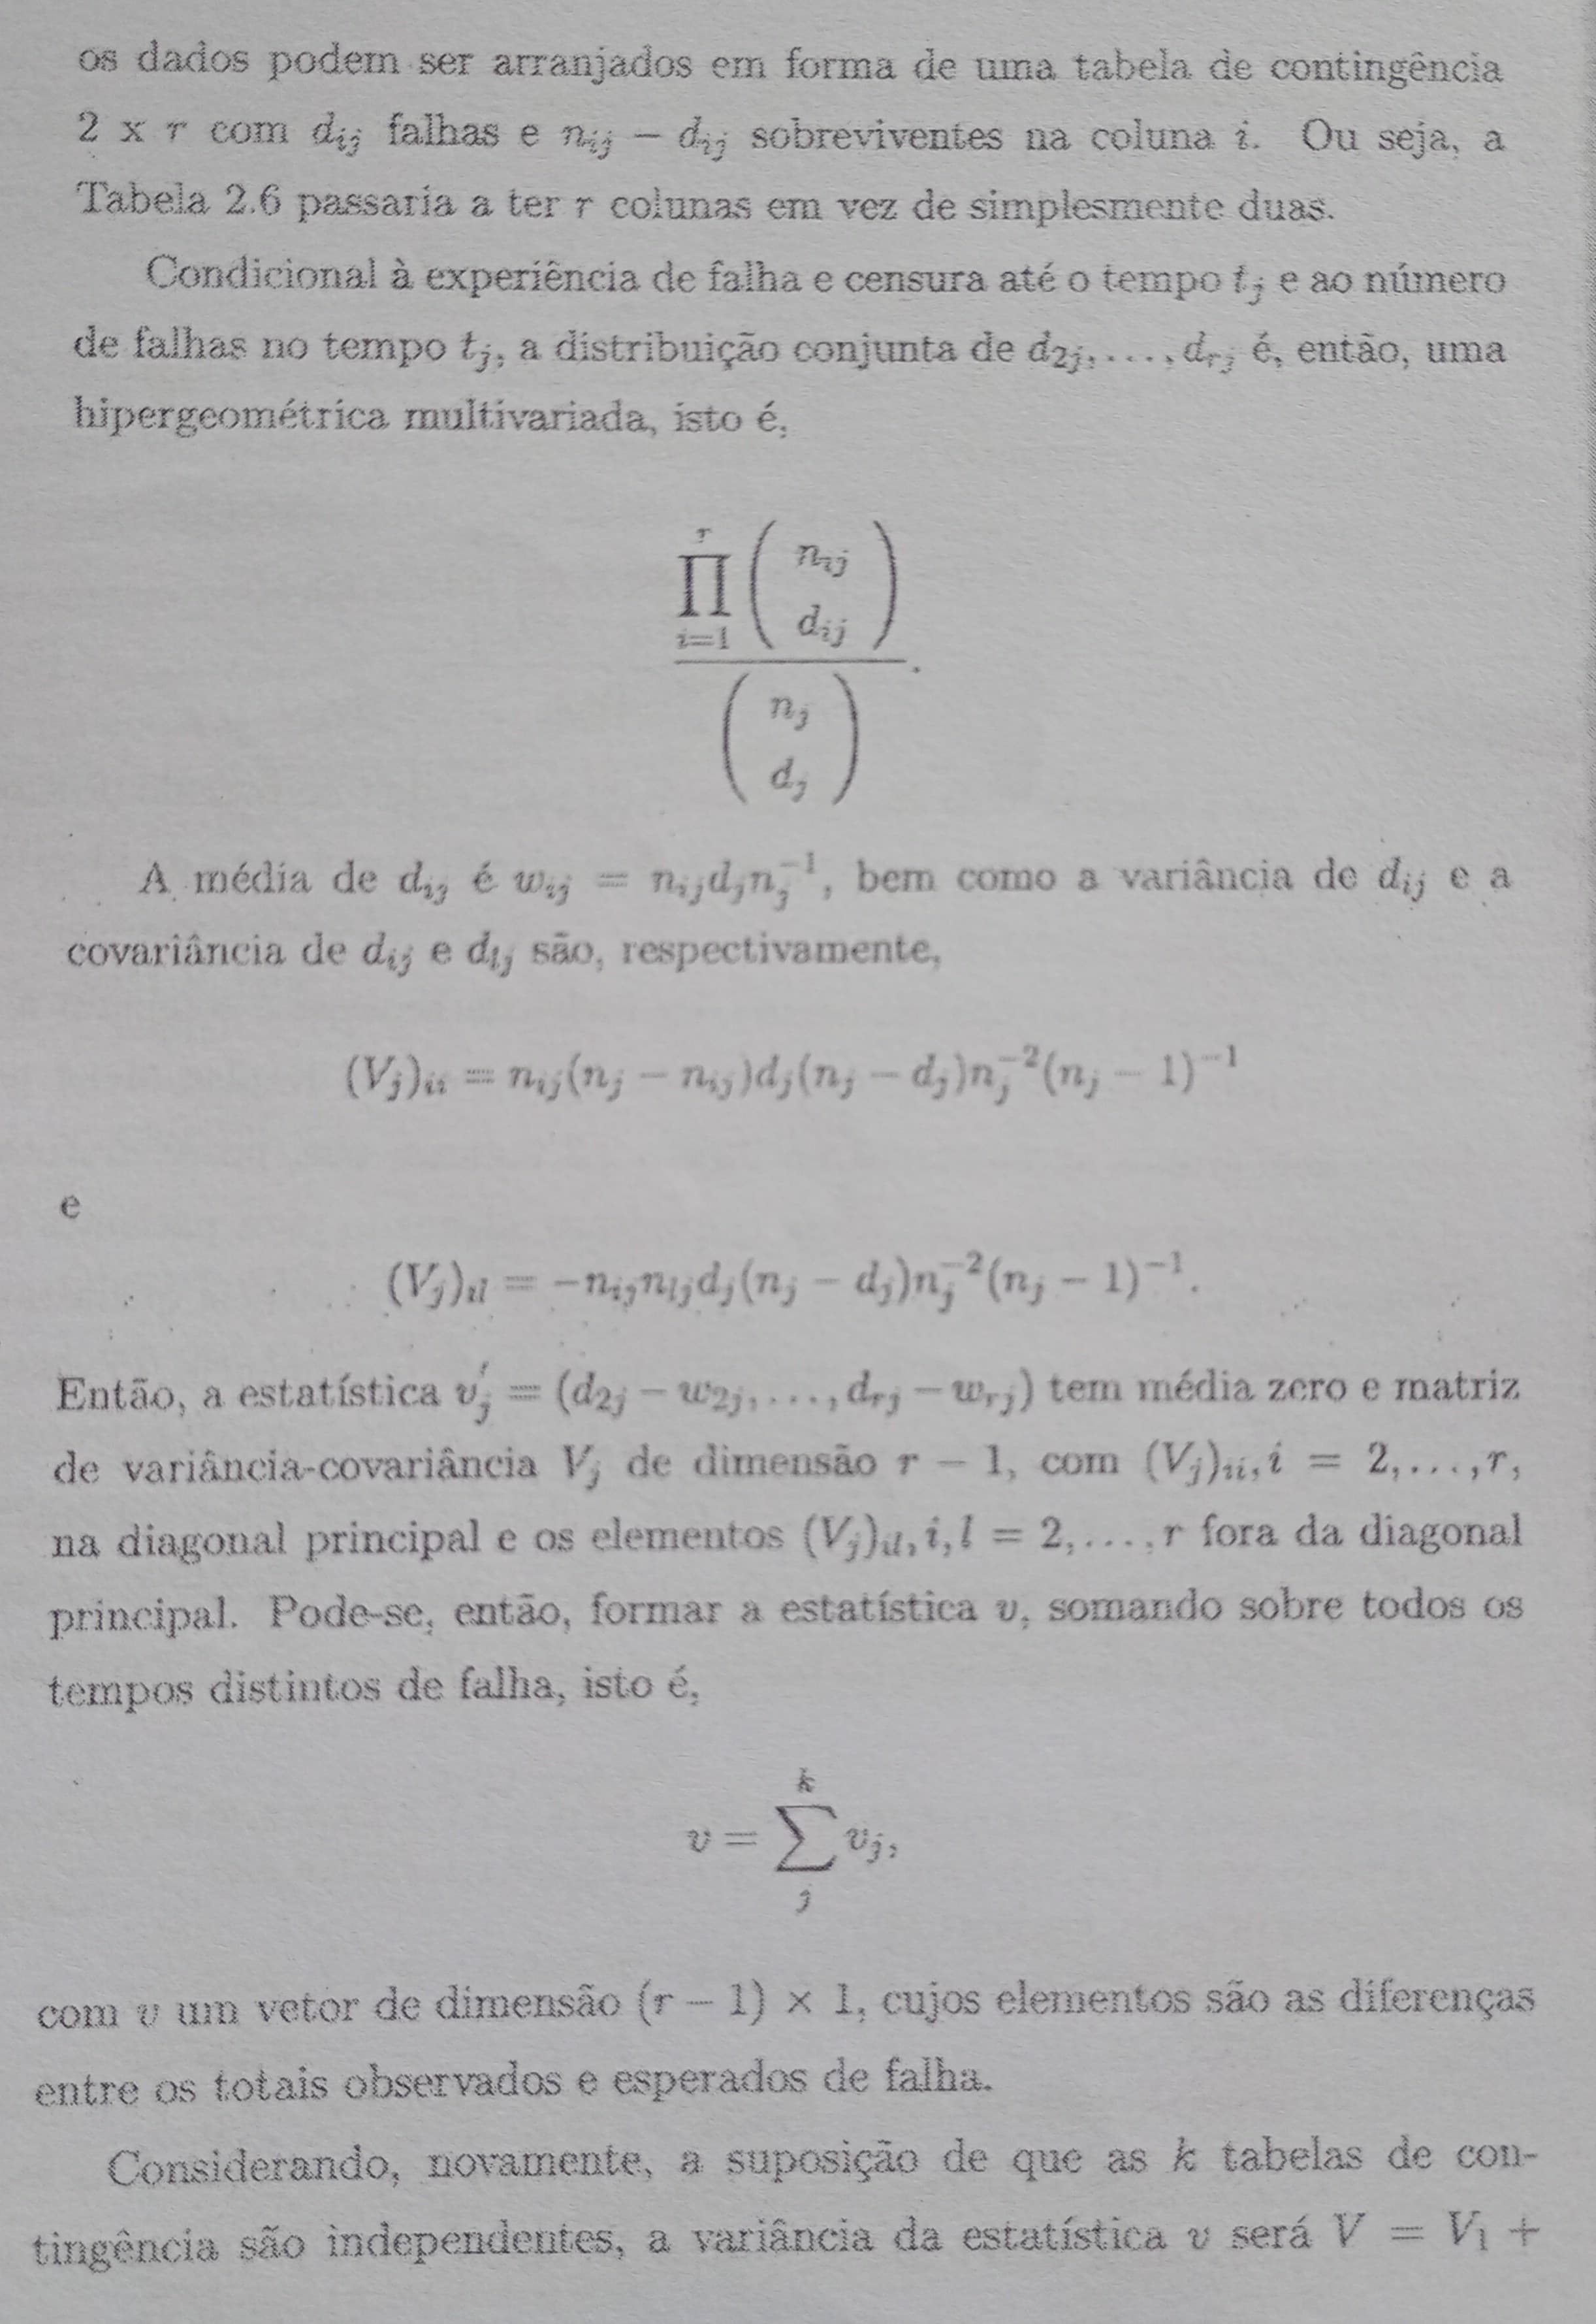 os dados podem ser arranjados em forma de uma tabela de contingência
2 x r com d_{ij} falhas e n_{ij} − d_{ij} sobreviventes na coluna i. Ou seja, a
Tabela 2.6 passaria a ter r colunas em vez de simplesmente duas.
Condicional à experiência de falha e censura até o tempo t_j e ao número
de falhas no tempo t_j, a distribuição conjunta de d_{2j}, . . . , d_{rj} é, então, uma
hipergeométrica multivariada, isto é,
\frac{\prod_{i=1}^{r} \binom{n_{ij}}{d_{ij}}}{\binom{n_j}{d_j}}.
A média de d_{ij} é w_{ij} = n_{ij}d_jn_j^{-1}, bem como a variância de d_{ij} e a
covariância de d_{ij} e d_{lj} são, respectivamente,
(V_j)_{ii} = n_{ij}(n_j − n_{ij})d_j(n_j − d_j)n_j^{-2}(n_j − 1)^{-1}
e
(V_j)_{il} = −n_{ij}n_{lj}d_j(n_j − d_j)n_j^{-2}(n_j − 1)^{-1}.
Então, a estatística v'_j = (d_{2j} − w_{2j}, . . . , d_{rj} − w_{rj}) tem média zero e matriz
de variância-covariância V_j de dimensão r − 1, com (V_j)_{ii}, i = 2, . . . , r,
na diagonal principal e os elementos (V_j)_{il}, i, l = 2, . . . , r fora da diagonal
principal. Pode-se, então, formar a estatística v, somando sobre todos os
tempos distintos de falha, isto é,
v = \sum_{j}^{k} v_j,
com v um vetor de dimensão (r − 1) × 1, cujos elementos são as diferenças
entre os totais observados e esperados de falha.
Considerando, novamente, a suposição de que as k tabelas de con-
tingência são independentes, a variância da estatística v será V = V_1 +